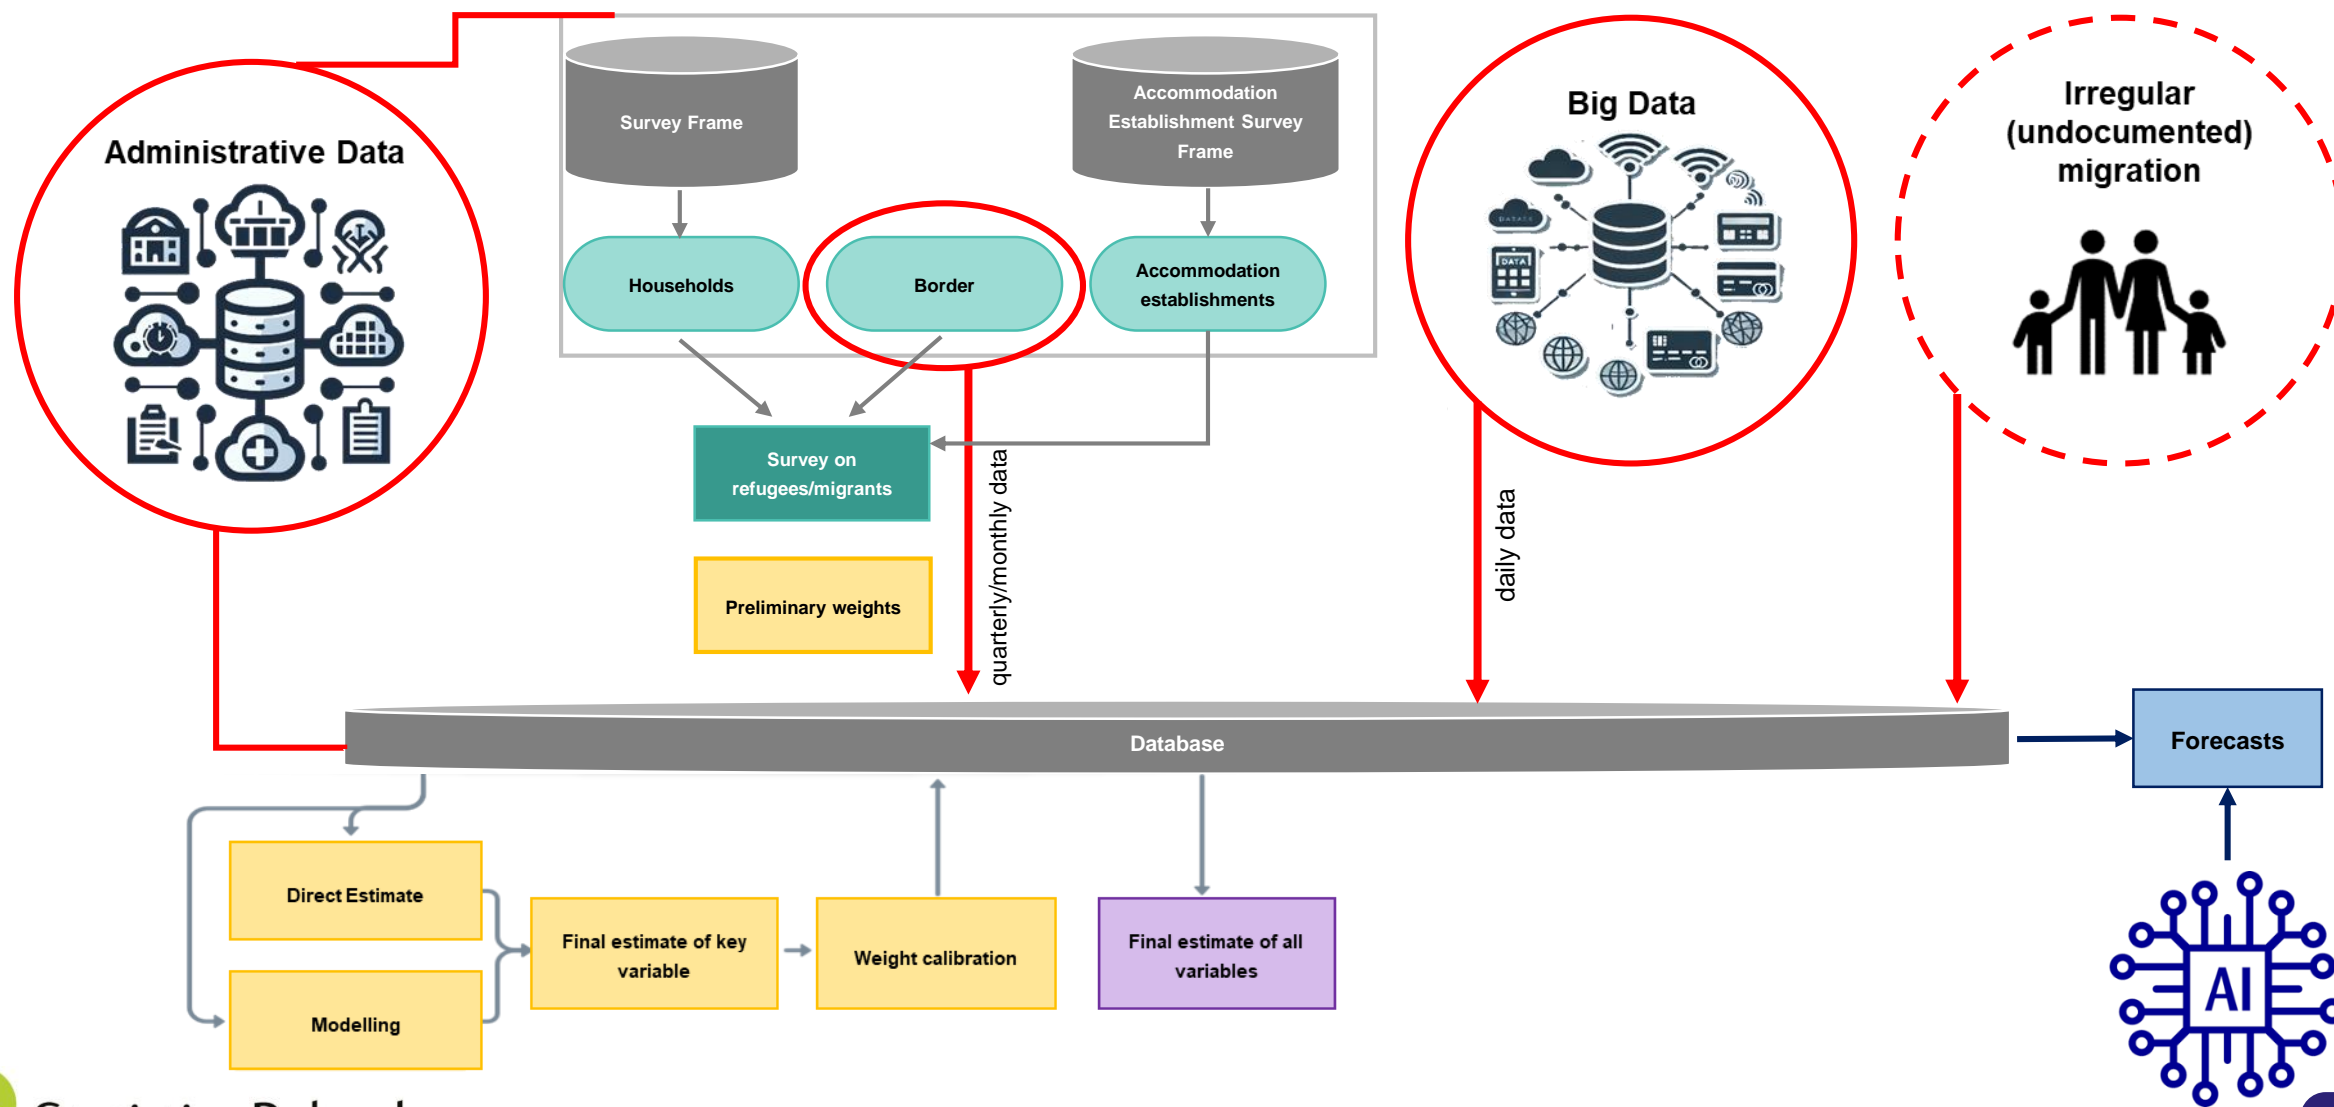 Administrative Data
Survey Frame
Accommodation
Establishment Survey
Frame
Big Data
Irregular
(undocumented)
migration
DATA
Households
Border
Accommodation
establishments
Survey on
refugees/migrants
Preliminary weights
quarterly/monthly data
daily data
Database
Forecasts
Direct Estimate
Modelling
Final estimate of key
variable
Weight calibration
Final estimate of all
variables
AI